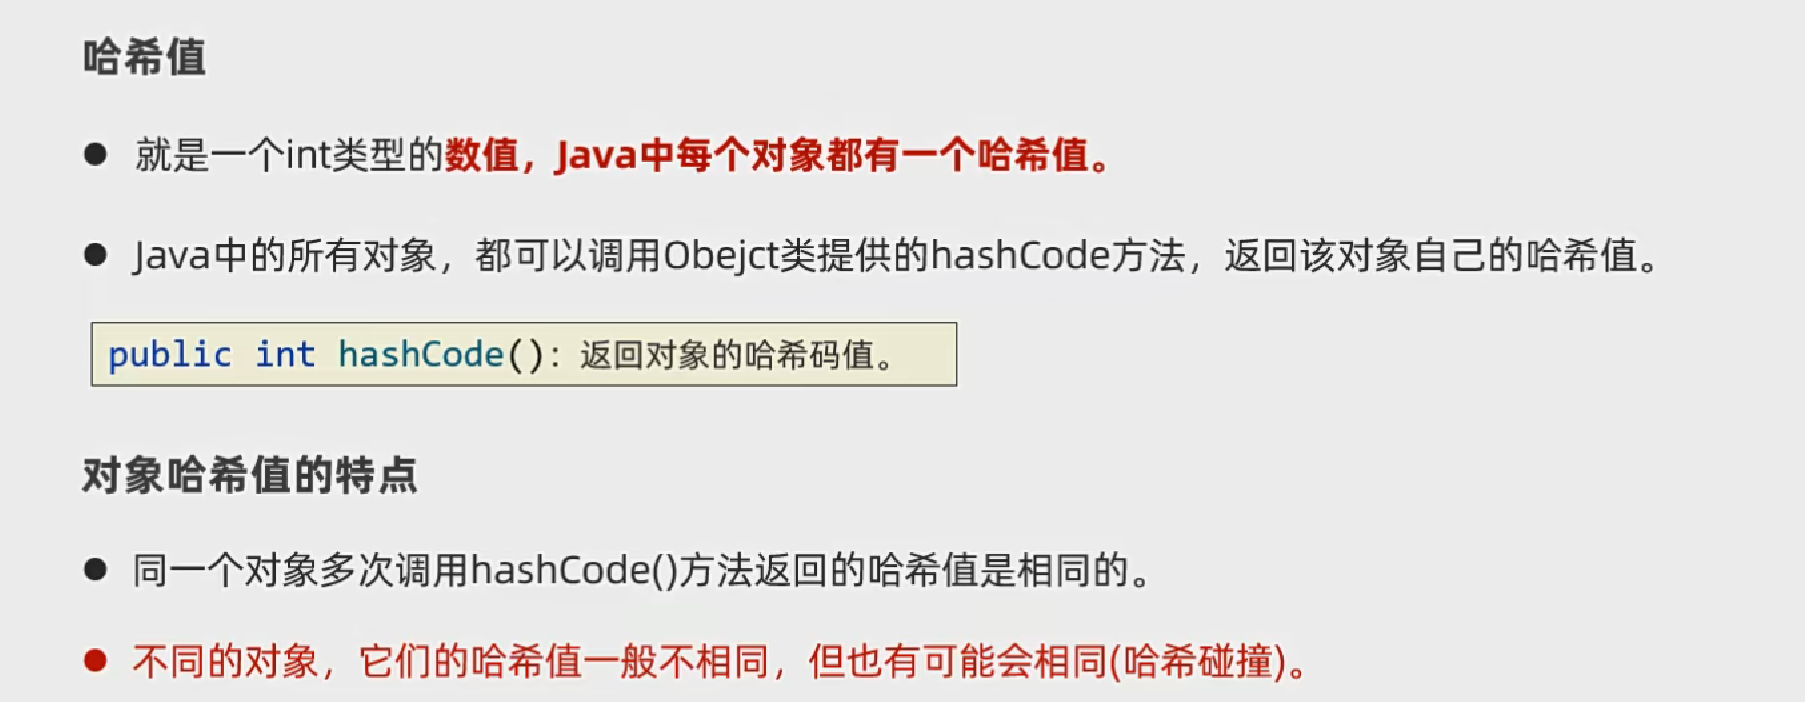 哈希值
就是一个int类型的数值，Java中每个对象都有一个哈希值。
Java中的所有对象，都可以调用Obejct类提供的hashCode方法，返回该对象自己的哈希值。
public int hashCode()：返回对象的哈希码值。
对象哈希值的特点
同一个对象多次调用hashCode()方法返回的哈希值是相同的。
不同的对象，它们的哈希值一般不相同，但也有可能会相同(哈希碰撞)。